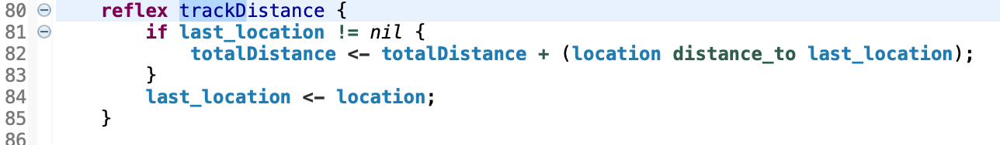 80 reflex trackDistance {
81 if last_location != nil {
82 totalDistance <- totalDistance + (location distance_to last_location);
83 }
84 last_location <- location;
85 }
86